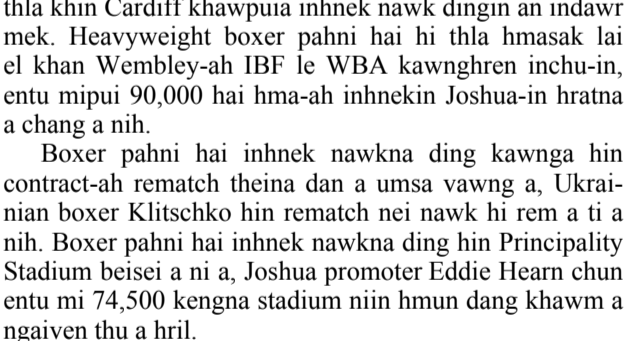 thla khin Cardiff khawpuia inhnek nawk dingin an indawr
mek. Heavyweight boxer pahni hai hi thla hmasak lai
el khan Wembley-ah IBF le WBA kawnghren inchu-in,
entu mipui 90,000 hai hma-ah inhnekin Joshua-in hratna
a chang a nih.
Boxer pahni hai inhnek nawkna ding kawnga hin
contract-ah rematch theina dan a umsa vawng a, Ukrai-
nian boxer Klitschko hin rematch nei nawk hi rem a ti a
nih. Boxer pahni hai inhnek nawkna ding hin Principality
Stadium beisei a ni a, Joshua promoter Eddie Hearn chun
entu mi 74,500 kengna stadium niin hmun dang khawm a
ngaiven thu a hril.